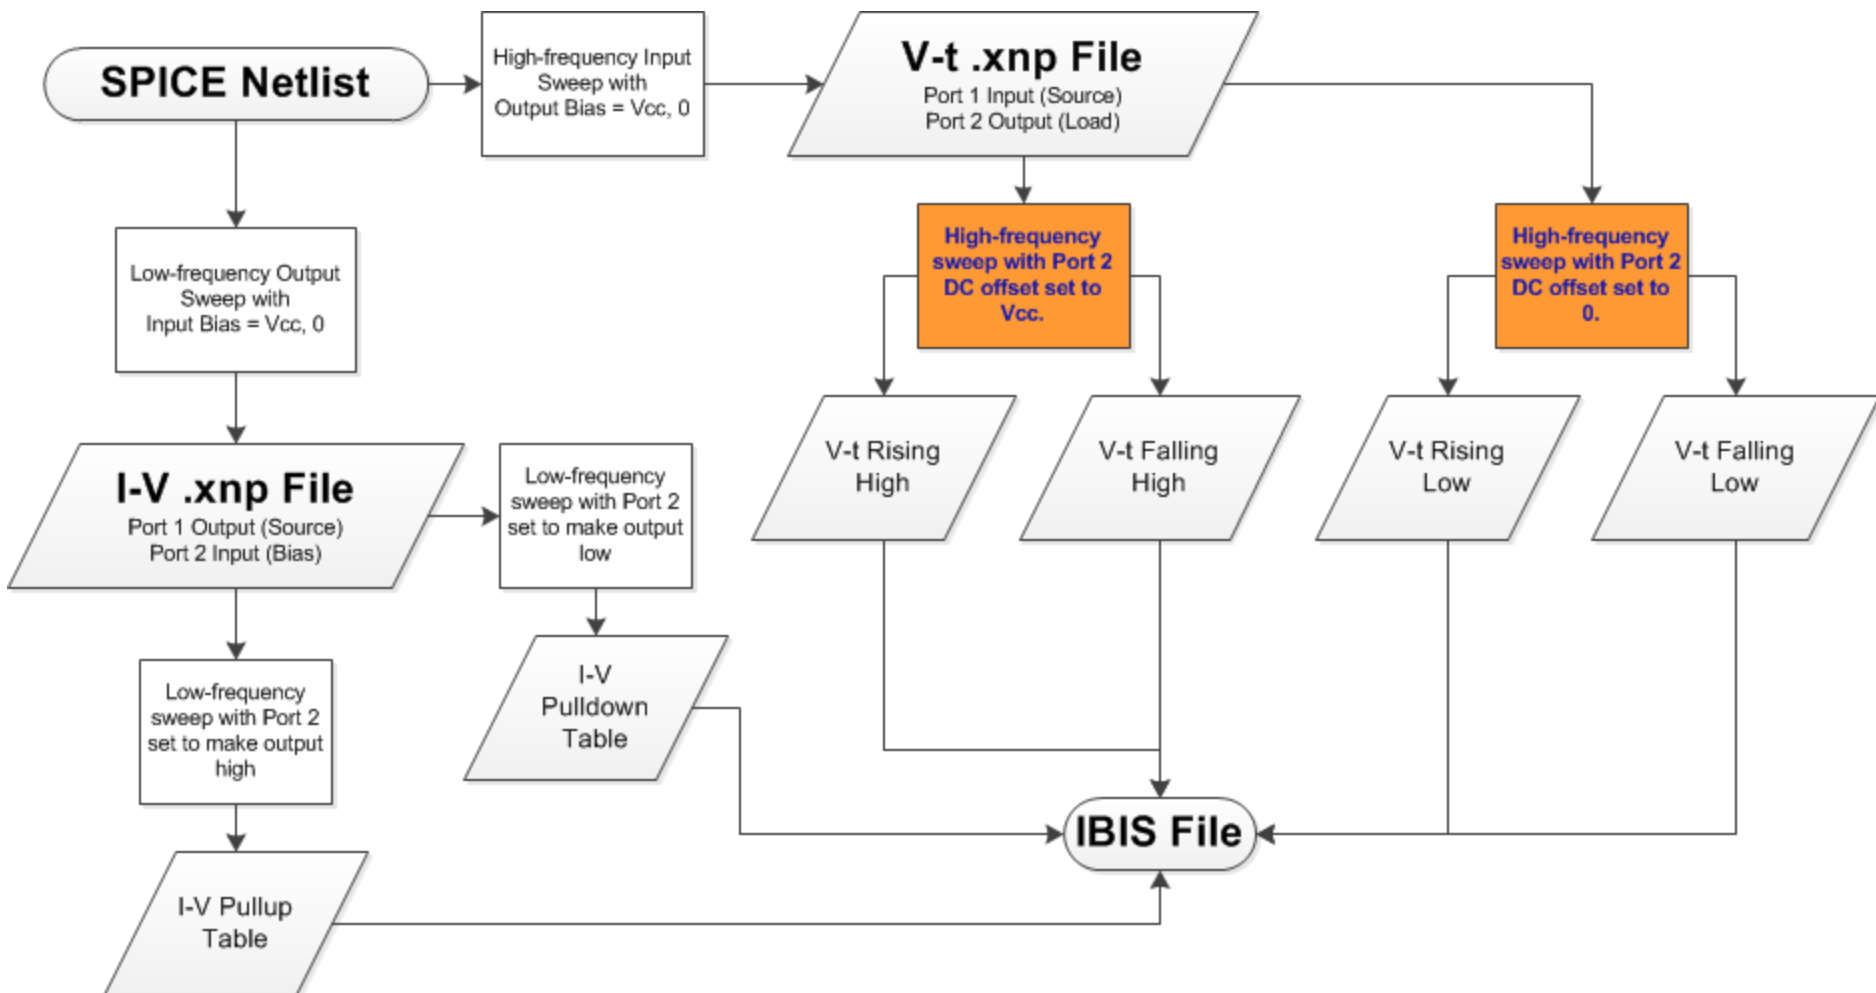 SPICE Netlist
High-frequency Input
Sweep with
Output Bias = Vcc, 0
V-t .xnp File
Port 1 Input (Source)
Port 2 Output (Load)
High-frequency
sweep with Port 2
DC offset set to
Vcc.
High-frequency
sweep with Port 2
DC offset set to
0.
Low-frequency Output
Sweep with
Input Bias = Vcc, 0
V-t Rising
High
V-t Falling
High
V-t Rising
Low
V-t Falling
Low
I-V .xnp File
Port 1 Output (Source)
Port 2 Input (Bias)
Low-frequency
sweep with Port 2
set to make output
low
I-V
Pulldown
Table
Low-frequency
sweep with Port 2
set to make output
high
IBIS File
I-V Pullup
Table